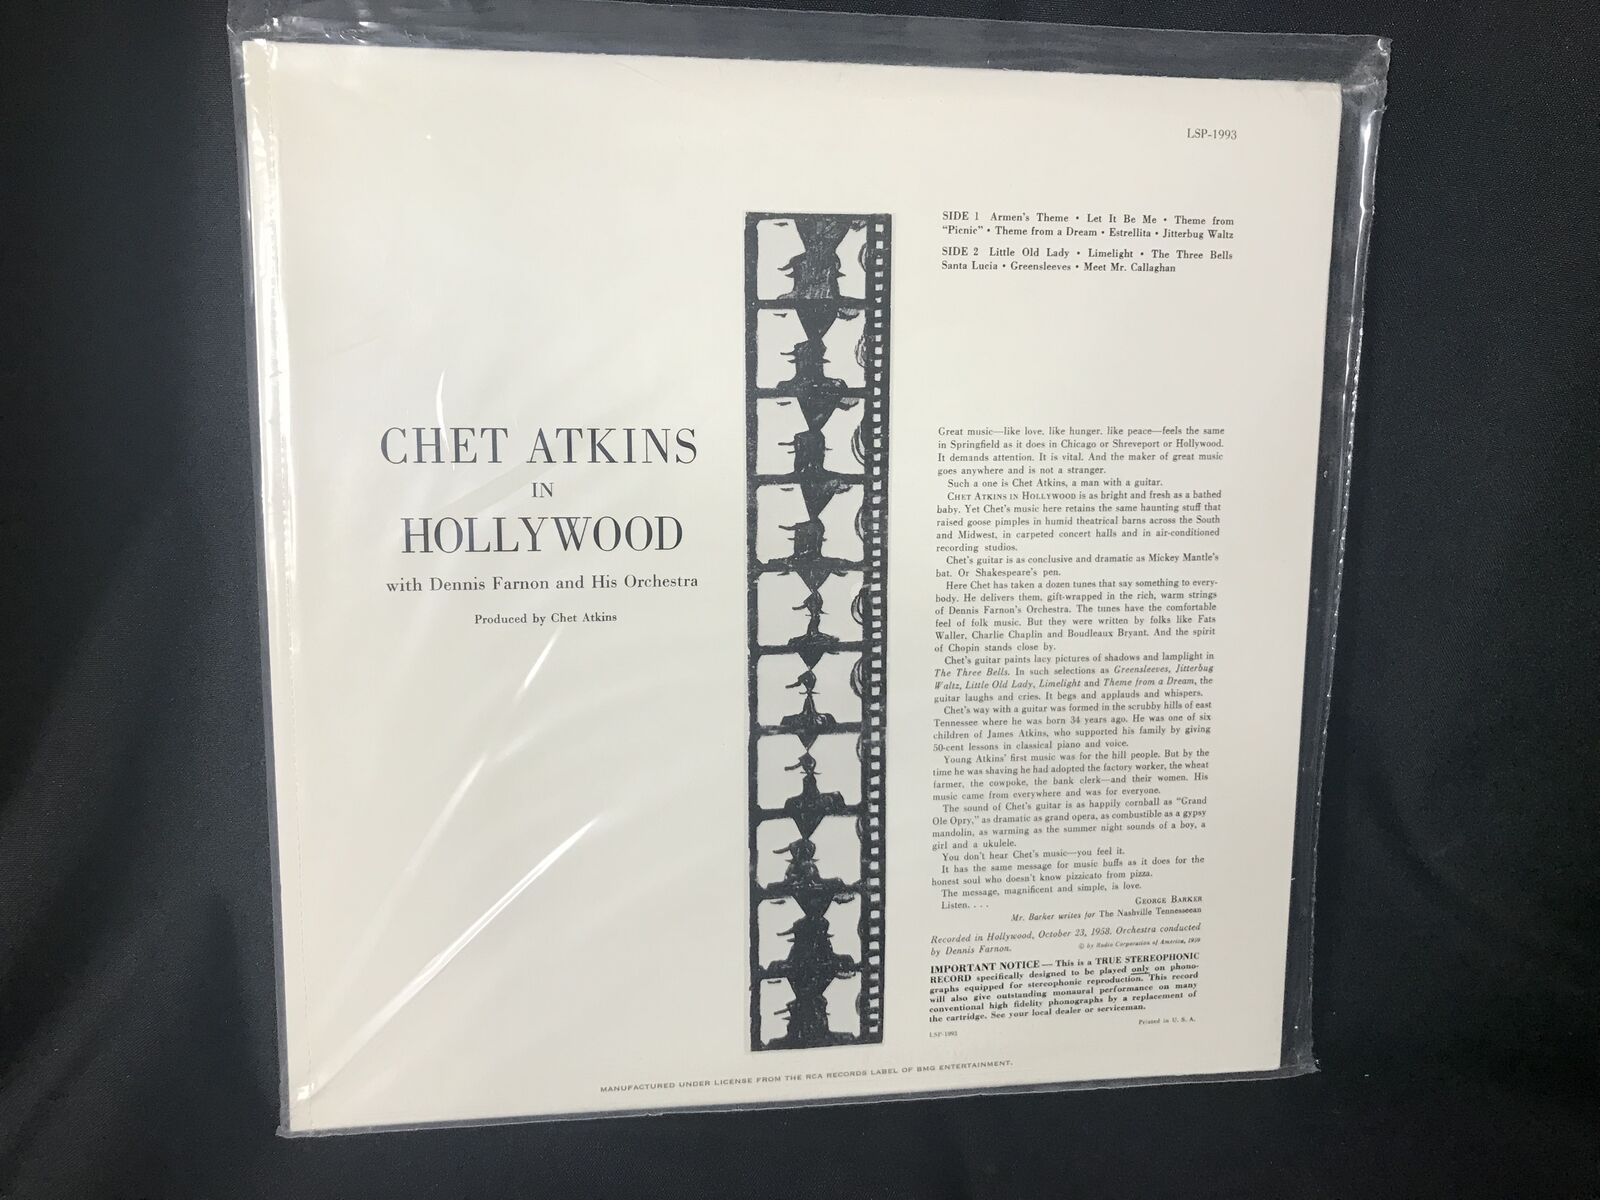 LSP-1993
SIDE 1 Armen's Theme • Let It Be Me • Theme from
"Picnic" • Theme from a Dream • Estrellita • Jitterbug Waltz
SIDE 2 Little Old Lady • Limelight • The Three Bells
Santa Lucia • Greensleeves • Meet Mr. Callaghan
CHET ATKINS
IN
HOLLYWOOD
with Dennis Farnon and His Orchestra
Produced by Chet Atkins
Great music—like love, like hunger, like peace—feels the same
in Springfield as it does in Chicago or Shreveport or Hollywood.
It demands attention. It is vital. And the maker of great music
goes anywhere and is not a stranger.
Such a one is Chet Atkins, a man with a guitar.
CHET ATKINS IN HOLLYWOOD is as bright and fresh as a bathed
baby. Yet Chet's music here retains the same haunting stuff that
raised goose pimples in humid theatrical barns across the South
and Midwest, in carpeted concert halls and in air-conditioned
recording studios.
Chet's guitar is as conclusive and dramatic as Mickey Mantle's
bat. Or Shakespeare's pen.
Here Chet has taken a dozen tunes that say something to every-
body. He delivers them, gift-wrapped in the rich, warm strings
of Dennis Farnon's Orchestra. The tunes have the comfortable
feel of folk music. But they were written by folks like Fats
Waller, Charlie Chaplin and Boudleaux Bryant. And the spirit
of Chopin stands close by.
Chet's guitar paints lacy pictures of shadows and lamplight in
The Three Bells. In such selections as Greensleeves, Jitterbug
Waltz, Little Old Lady, Limelight and Theme from a Dream, the
guitar laughs and cries. It begs and applauds and whispers.
Chet's way with a guitar was formed in the scrubby hills of east
Tennessee where he was born 34 years ago. He was one of six
children of James Atkins, who supported his family by giving
50-cent lessons in classical piano and voice.
Young Atkins' first music was for the hill people. But by the
time he was shaving he had adopted the factory worker, the wheat
farmer, the cowpoke, the bank clerk—and their women. His
music came from everywhere and was for everyone.
The sound of Chet's guitar is as happily cornball as "Grand
Ole Opry," as dramatic as grand opera, as combustible as a gypsy
mandolin, as warming as the summer night sounds of a boy, a
girl and a ukulele.
You don't hear Chet's music—you feel it.
It has the same message for music buffs as it does for the
honest soul who doesn't know pizzicato from pizza.
The message, magnificent and simple, is love.
Listen. . . .
GEORGE BARKER
Mr. Barker writes for The Nashville Tennessean
Recorded in Hollywood, October 23, 1958. Orchestra conducted
by Dennis Farnon. © by Radio Corporation of America, 1959
IMPORTANT NOTICE — This is a TRUE STEREOPHONIC
RECORD specifically designed to be played only on phono-
graphs equipped for stereophonic reproduction. This record
will also give outstanding monaural performance on many
conventional high fidelity phonographs by a replacement of
the cartridge. See your local dealer or serviceman.
LSP-1993 Printed in U. S. A.
MANUFACTURED UNDER LICENSE FROM THE RCA RECORDS LABEL OF BMG ENTERTAINMENT.